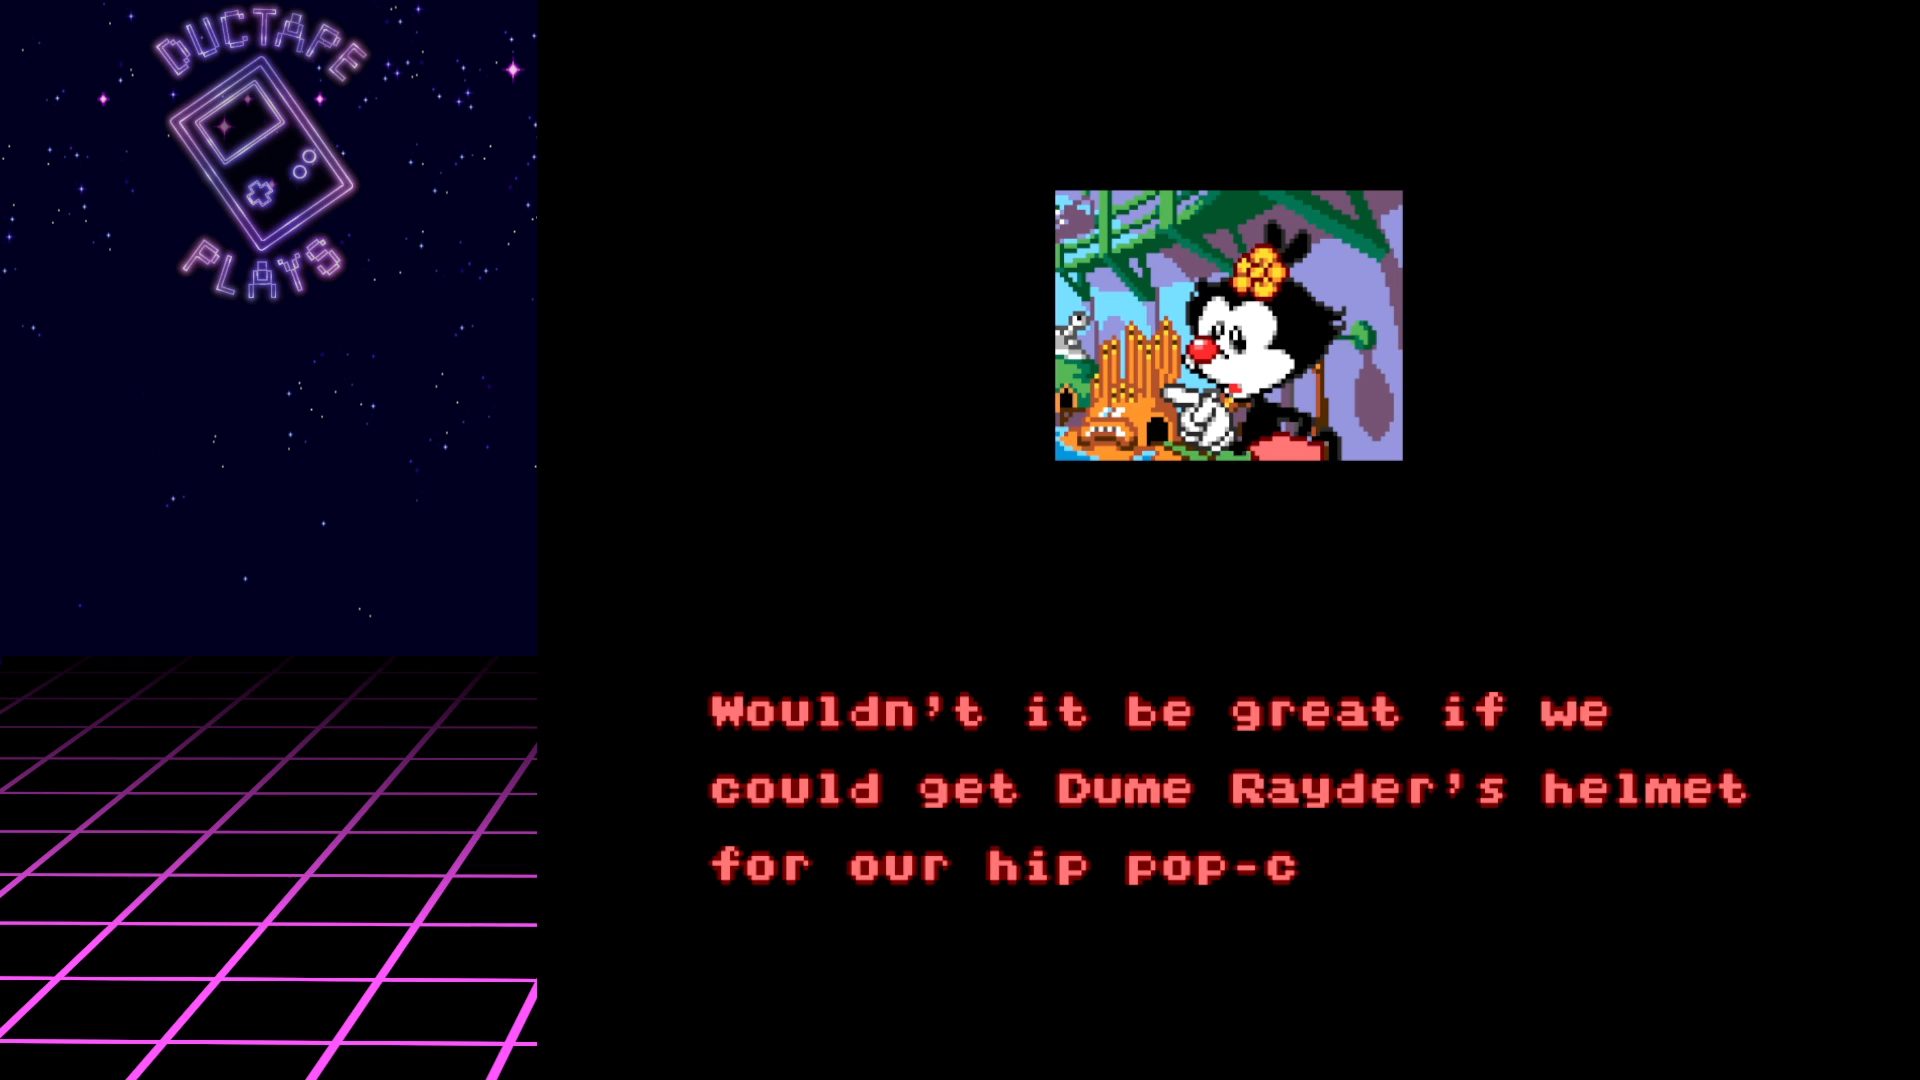 DUCTAPE
PLAYS
Wouldn't it be great if we
could get Dume Rayder's helmet
for our hip pop-c